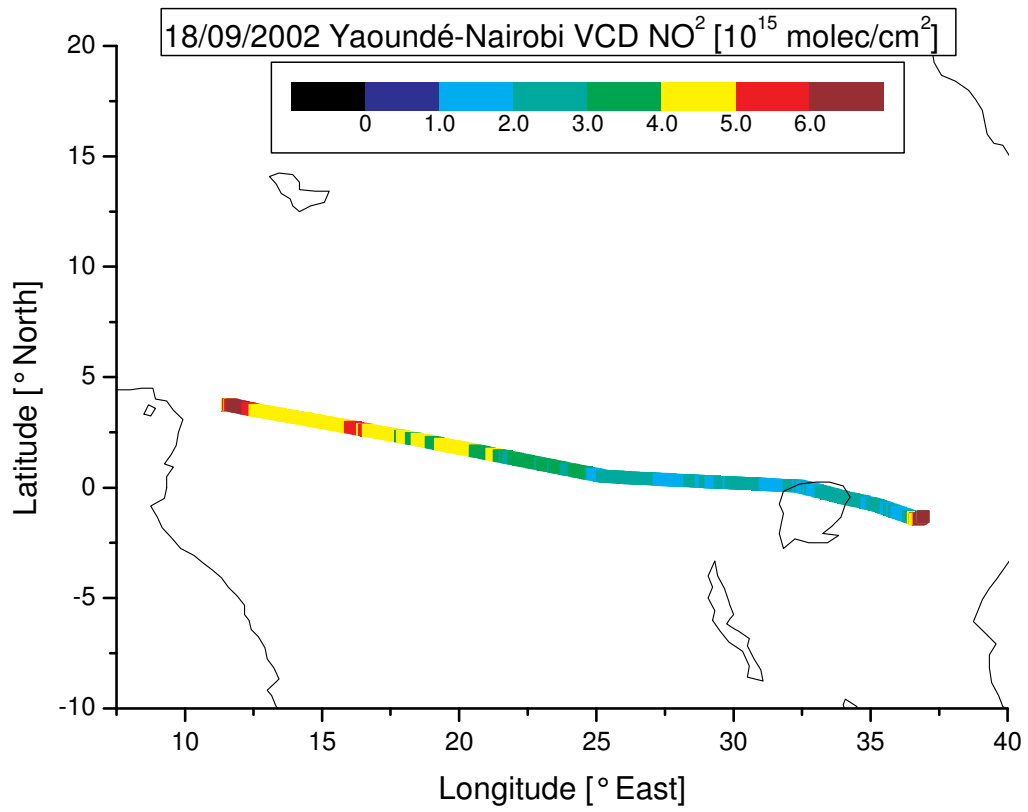 18/09/2002 Yaoundé-Nairobi VCD NO² [10¹⁵ molec/cm²]
0 1.0 2.0 3.0 4.0 5.0 6.0
20
15
10
5
0
-5
-10
Latitude [° North]
10 15 20 25 30 35 40
Longitude [° East]